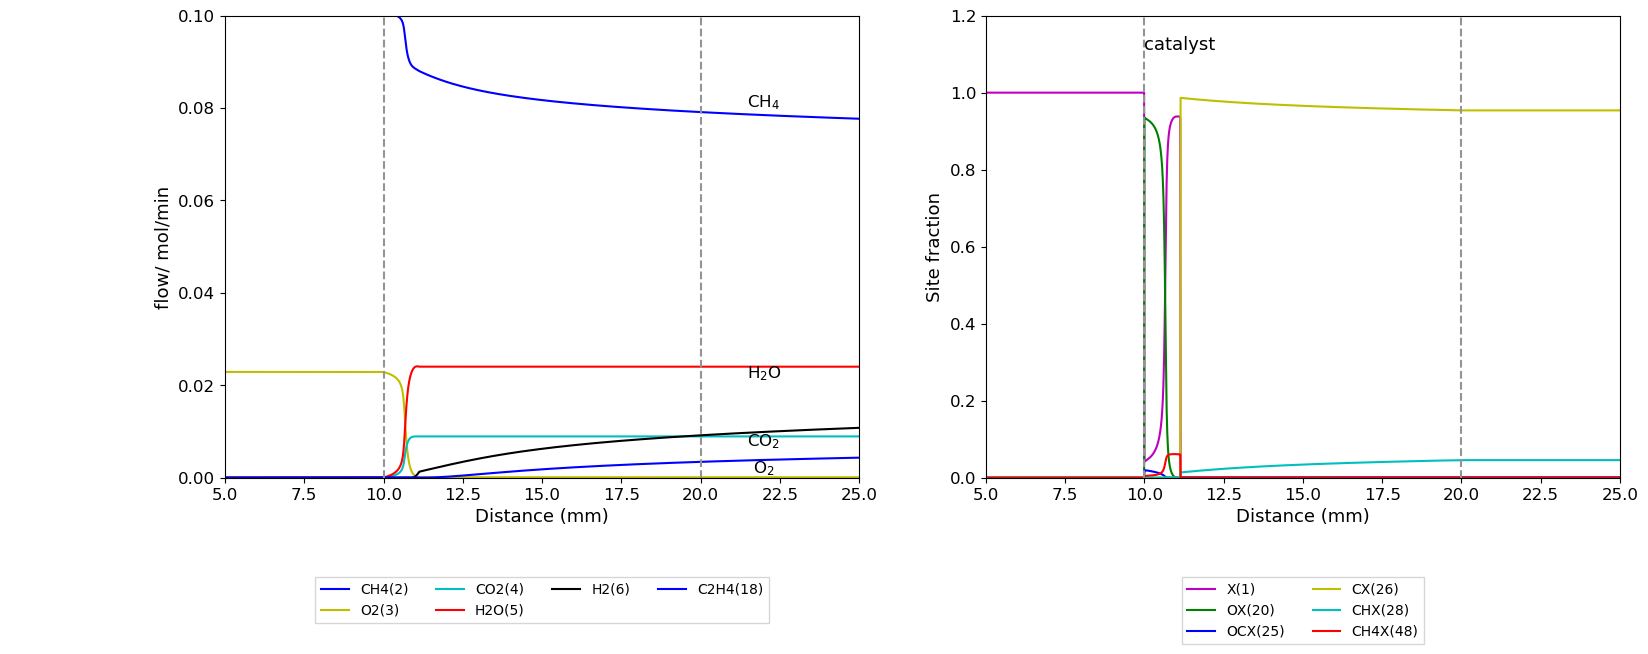 0.10
0.08
0.06
0.04
0.02
0.00
flow/ mol/min
CH₄
H₂O
CO₂
O₂
5.0 7.5 10.0 12.5 15.0 17.5 20.0 22.5 25.0
Distance (mm)
CH4(2) CO2(4) H2(6) C2H4(18)
O2(3) H2O(5)
1.2
1.0
0.8
0.6
0.4
0.2
0.0
Site fraction
catalyst
5.0 7.5 10.0 12.5 15.0 17.5 20.0 22.5 25.0
Distance (mm)
X(1) CX(26)
OX(20) CHX(28)
OCX(25) CH4X(48)